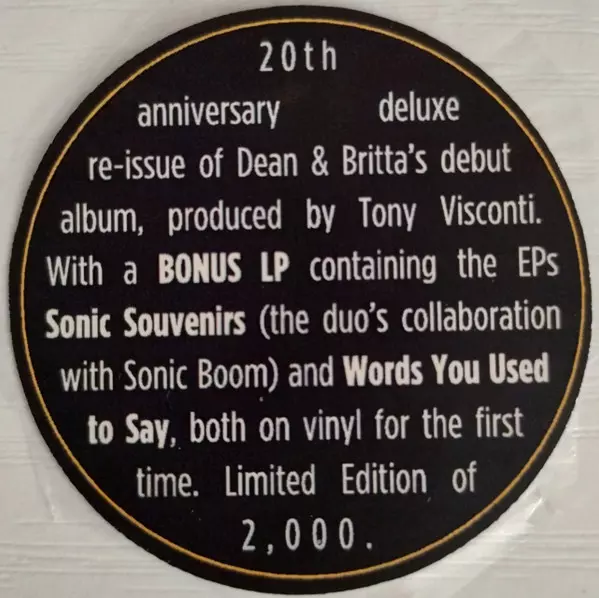 20th
anniversary deluxe
re-issue of Dean & Britta's debut
album, produced by Tony Visconti.
With a BONUS LP containing the EPs
Sonic Souvenirs (the duo's collaboration
with Sonic Boom) and Words You Used
to Say, both on vinyl for the first
time. Limited Edition of
2,000.